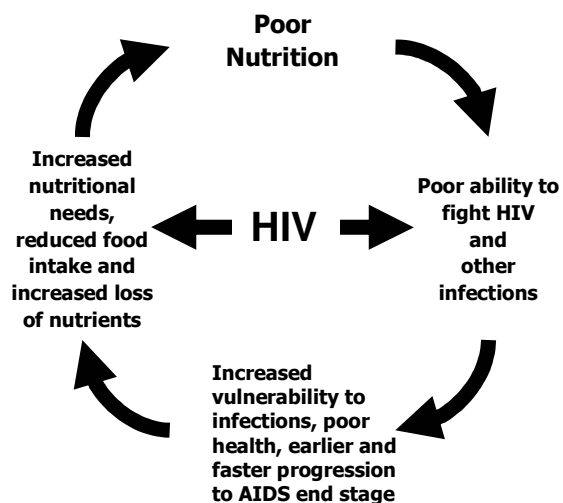 Poor
Nutrition
Poor ability to
fight HIV
and
other
infections
Increased
vulnerability to
infections, poor
health, earlier and
faster progression
to AIDS end stage
Increased
nutritional
needs,
reduced food
intake and
increased loss
of nutrients
HIV